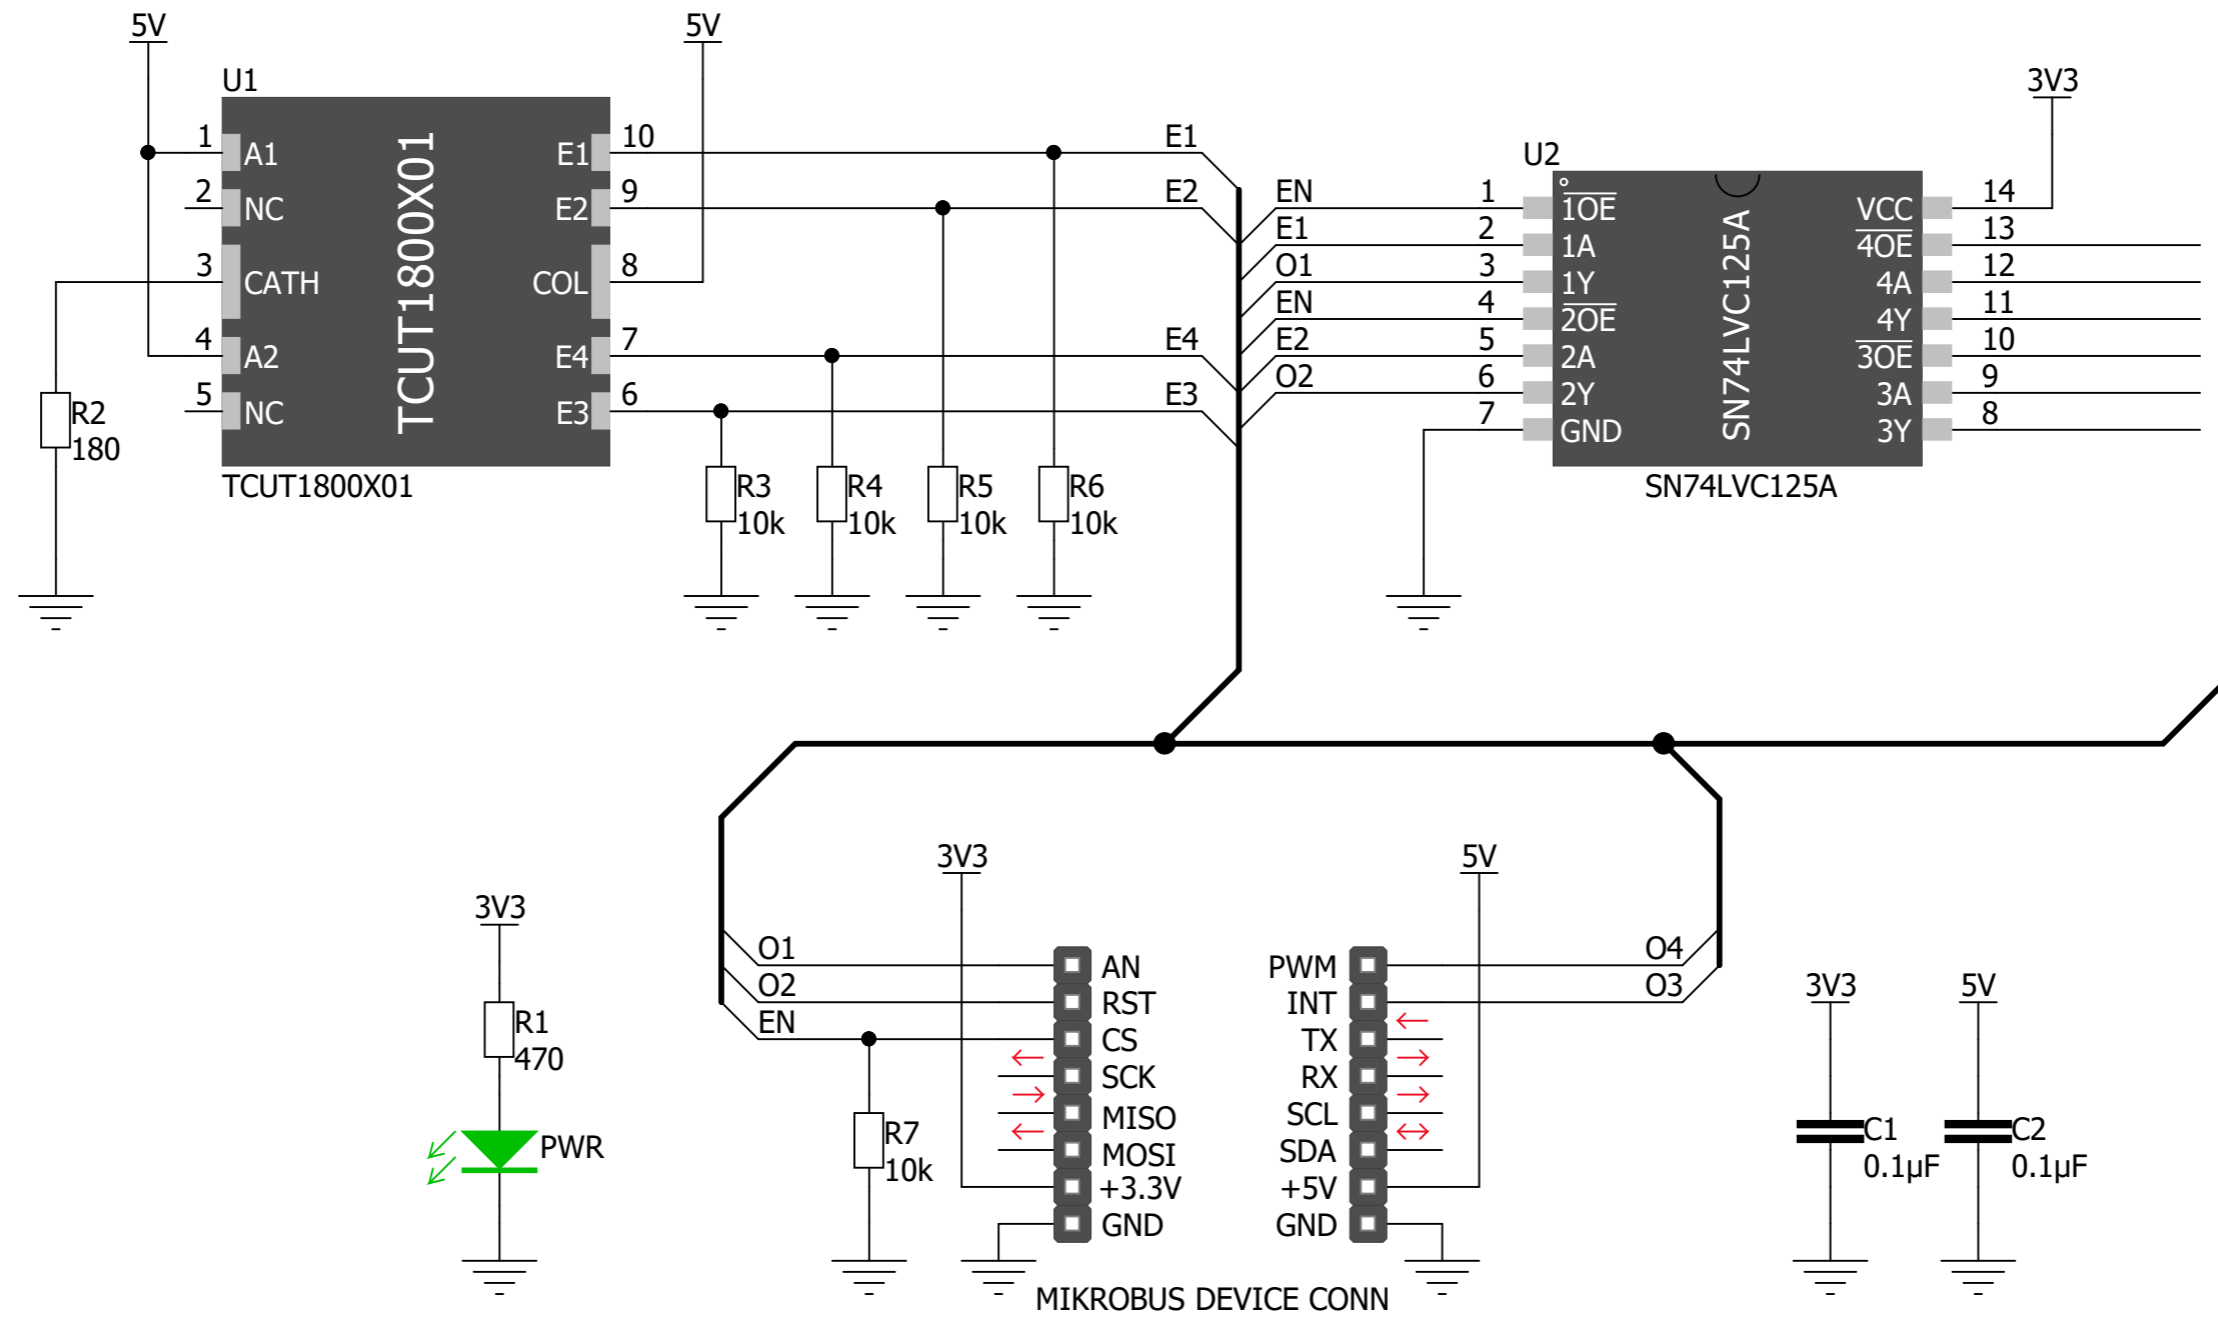 5V
5V
U1
3V3
1
A1
2
NC
3
CATH
4
A2
5
NC
TCUT1800X01
10
E1
9
E2
8
COL
7
E4
6
E3
TCUT1800X01
R2
180
E1
E2
E4
E3
R3
10k
R4
10k
R5
10k
R6
10k
EN
E1
O1
EN
E2
O2
U2
1
1OE
2
1A
3
1Y
4
2OE
5
2A
6
2Y
7
GND
SN74LVC125A
14
VCC
13
4OE
12
4A
11
4Y
10
3OE
9
3A
8
3Y
SN74LVC125A
3V3
R1
470
PWR
3V3
5V
O1
O2
EN
R7
10k
AN
RST
CS
SCK
MISO
MOSI
+3.3V
GND
PWM
INT
TX
RX
SCL
SDA
+5V
GND
O4
O3
MIKROBUS DEVICE CONN
3V3
C1
0.1µF
5V
C2
0.1µF